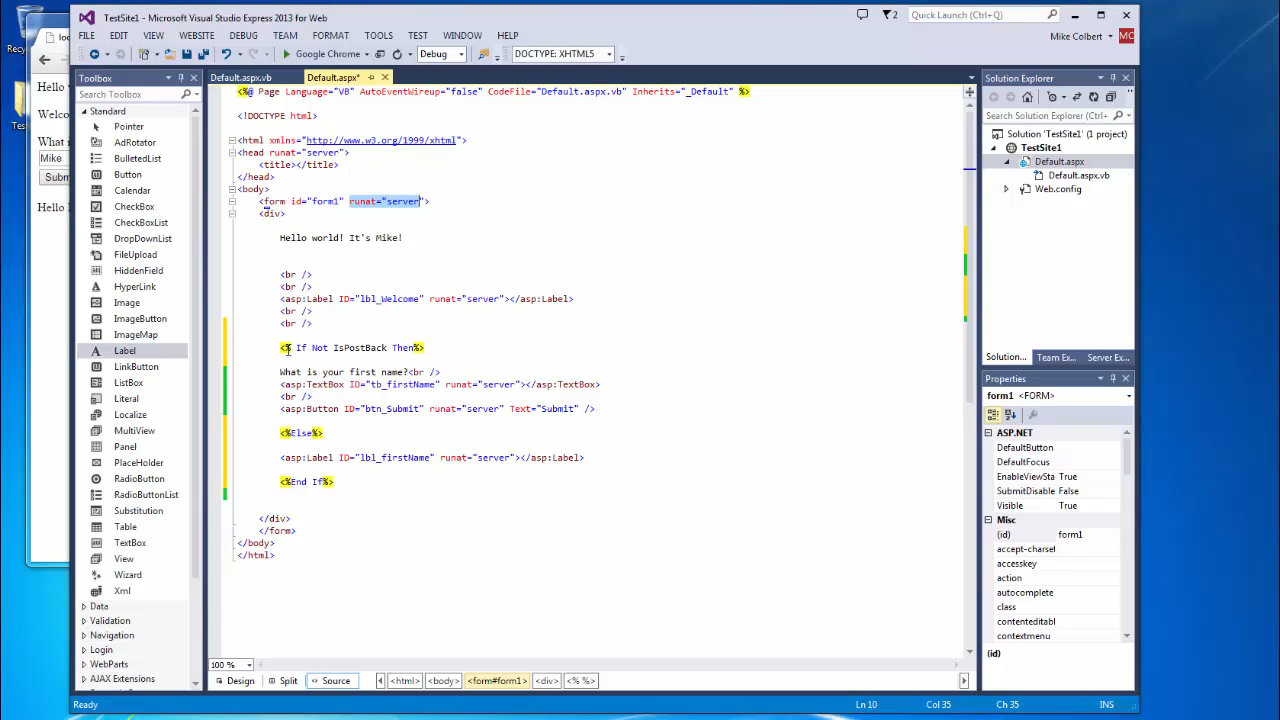 TestSite1 - Microsoft Visual Studio Express 2013 for Web
2
Quick Launch (Ctrl+Q)
FILE EDIT VIEW WEBSITE DEBUG TEAM FORMAT TOOLS TEST WINDOW HELP
Mike Colbert MC
Google Chrome Debug DOCTYPE: XHTML5
Toolbox
Search Toolbox
Standard
Pointer
AdRotator
BulletedList
Button
Calendar
CheckBox
CheckBoxList
DropDownList
FileUpload
HiddenField
HyperLink
Image
ImageButton
ImageMap
Label
LinkButton
ListBox
Literal
Localize
MultiView
Panel
PlaceHolder
RadioButton
RadioButtonList
Substitution
Table
TextBox
View
Wizard
Xml
Data
Validation
Navigation
Login
WebParts
AJAX Extensions
Default.aspx.vb Default.aspx*
<%@ Page Language="VB" AutoEventWireup="false" CodeFile="Default.aspx.vb" Inherits="_Default" %>
<!DOCTYPE html>
<html xmlns="http://www.w3.org/1999/xhtml">
<head runat="server">
<title></title>
</head>
<body>
<form id="form1" runat="server">
<div>
Hello world! It's Mike!
<br />
<br />
<asp:Label ID="lbl_Welcome" runat="server"></asp:Label>
<br />
<br />
<% If Not IsPostBack Then%>
What is your first name?<br />
<asp:TextBox ID="tb_firstName" runat="server"></asp:TextBox>
<br />
<asp:Button ID="btn_Submit" runat="server" Text="Submit" />
<%Else%>
<asp:Label ID="lbl_firstName" runat="server"></asp:Label>
<%End If%>
</div>
</form>
</body>
</html>
100 %
Design Split Source <html> <body> <form#form1> <div> <% %>
Solution Explorer
Search Solution Explorer
Solution 'TestSite1' (1 project)
TestSite1
Default.aspx
Default.aspx.vb
Web.config
Solution... Team Ex... Server Ex...
Properties
form1 <FORM>
ASP.NET
DefaultButton
DefaultFocus
EnableViewSta True
SubmitDisable False
Visible True
Misc
(id) form1
accept-charset
accesskey
action
autocomplete
class
contenteditabl
contextmenu
(id)
Ready Ln 10 Col 35 Ch 35 INS
Hello
Welco
What i
Mike
Subm
Hello